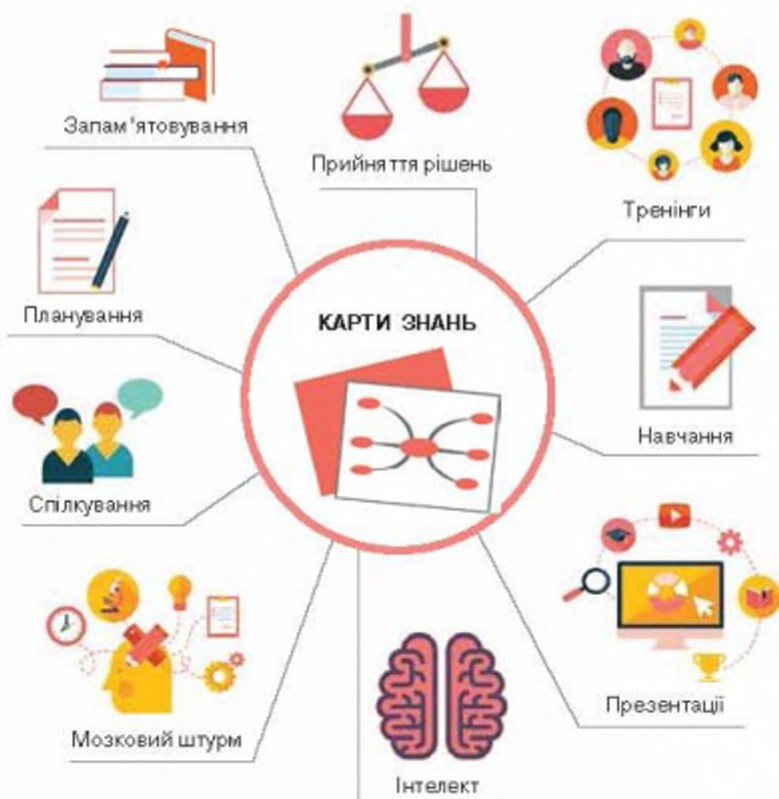 Запам'ятовування
Прийняття рішень
Тренінги
Планування
КАРТИ ЗНАНЬ
Навчання
Спілкування
Презентації
Мозковий штурм
Інтелект